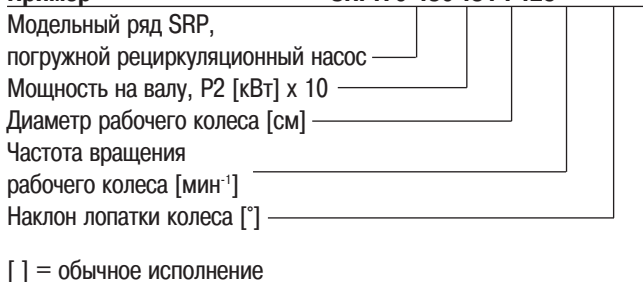 Модельный ряд SRP,
погружной рециркуляционный насос
Мощность на валу, P2 [кВт] x 10
Диаметр рабочего колеса [см]
Частота вращения
рабочего колеса [мин-1]
Наклон лопатки колеса [°]
[ ] = обычное исполнение